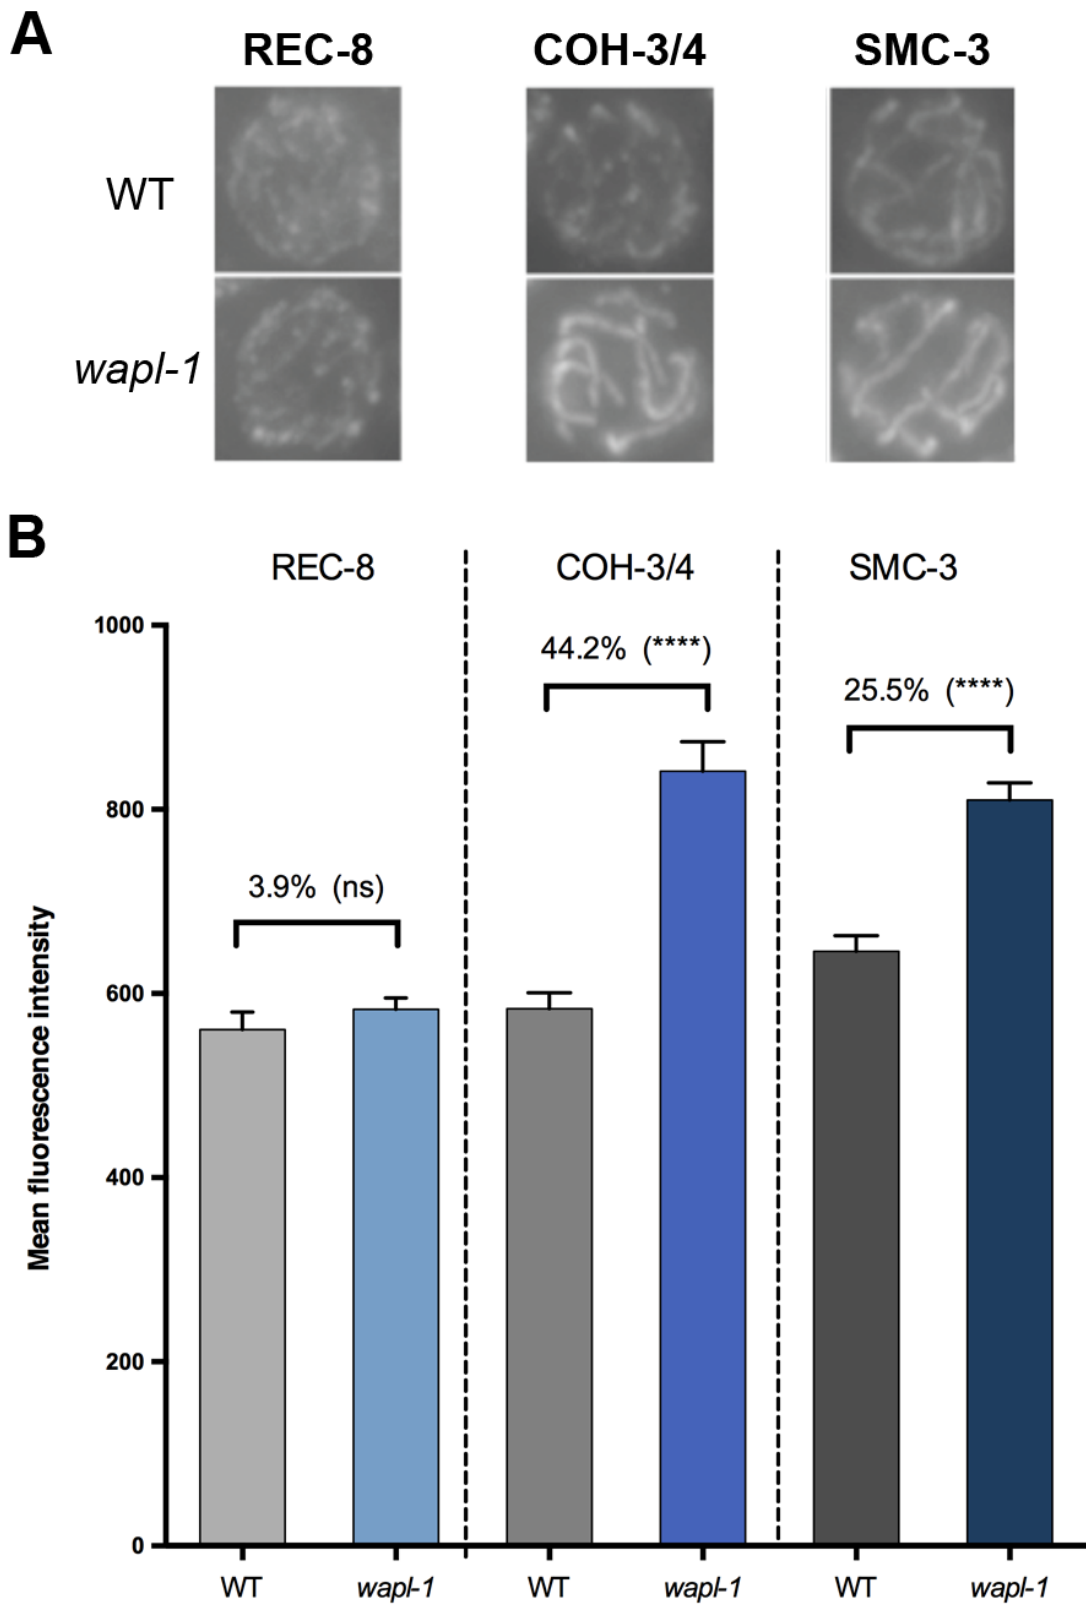 A
REC-8 COH-3/4 SMC-3
WT
wapl-1
B
REC-8 COH-3/4 SMC-3
1000
44.2% (****)
25.5% (****)
800
3.9% (ns)
600
Mean fluorescence intensity
400
200
0
WT wapl-1 WT wapl-1 WT wapl-1